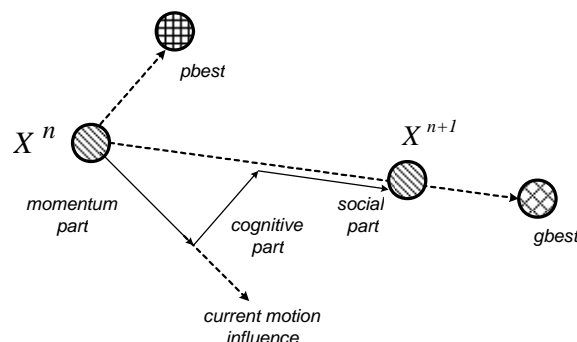 pbest
X^n
X^{n+1}
momentum
part
cognitive
part
social
part
gbest
current motion
influence